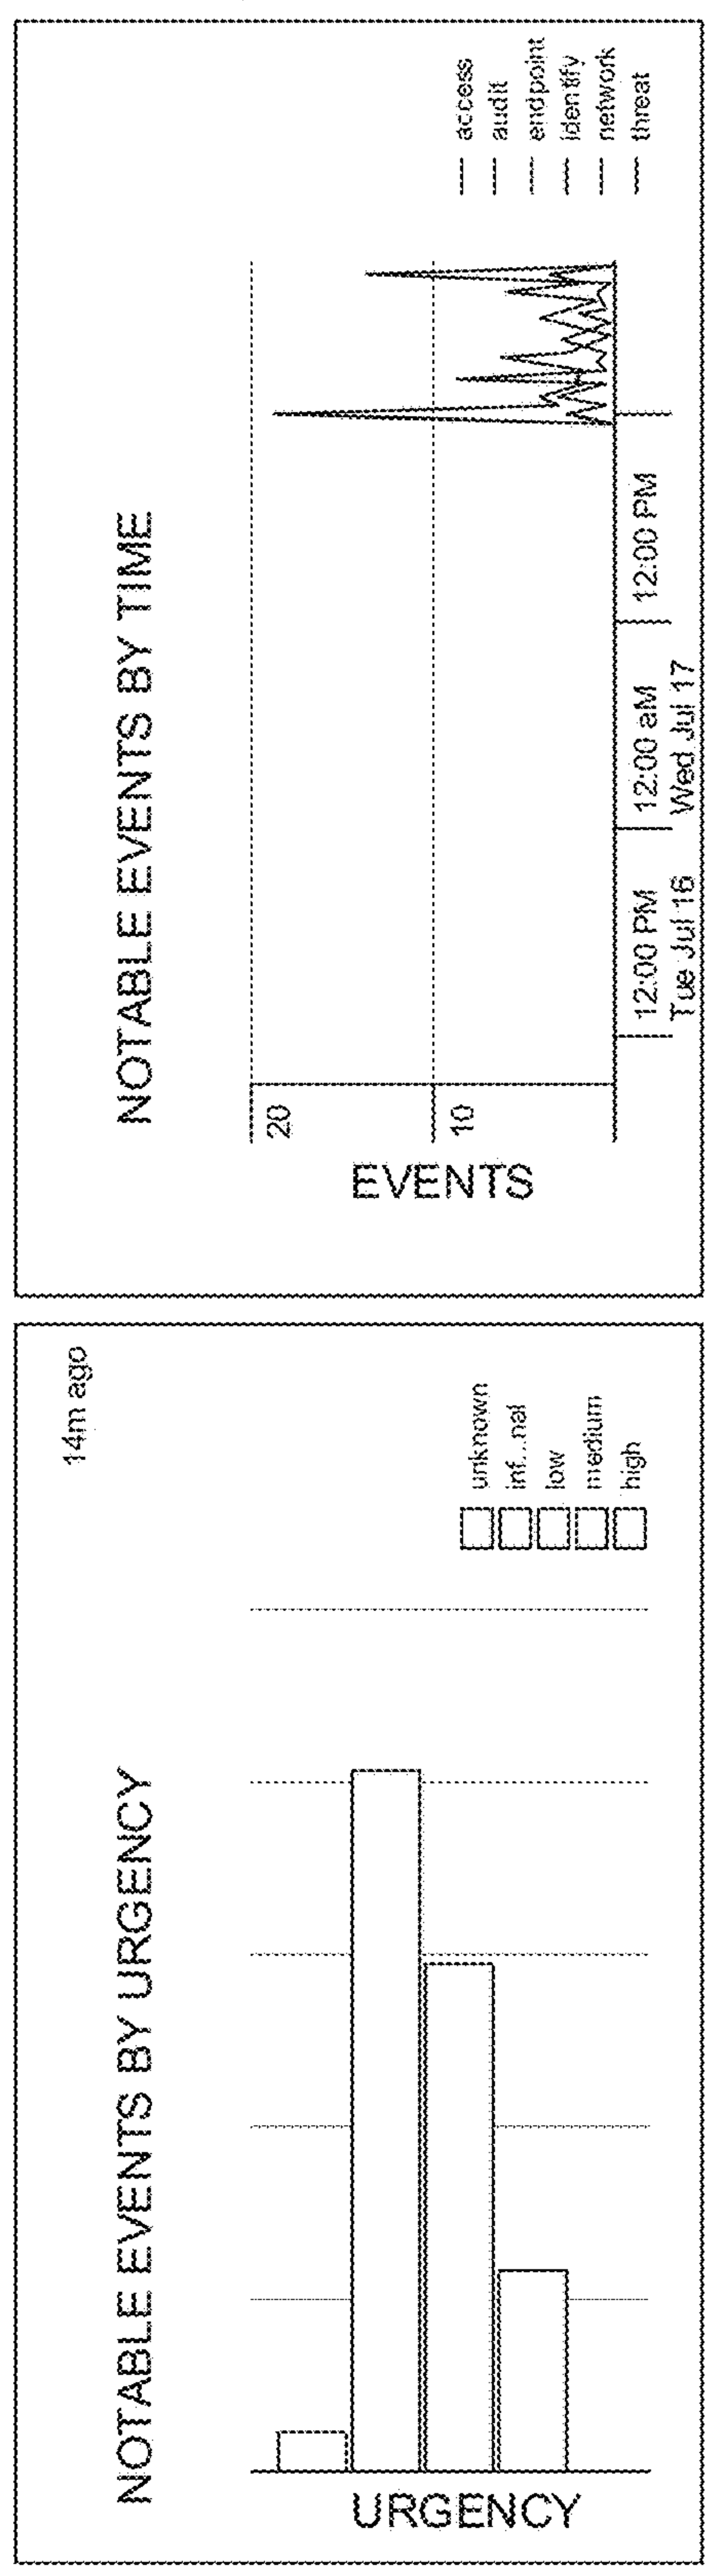 NOTABLE EVENTS BY URGENCY
14m ago
URGENCY
unknown
inf...nal
low
medium
high
NOTABLE EVENTS BY TIME
EVENTS
20
10
12:00 PM
Tue Jul 16
12:00 aM
Wed Jul 17
12:00 PM
access
audit
endpoint
identify
network
threat